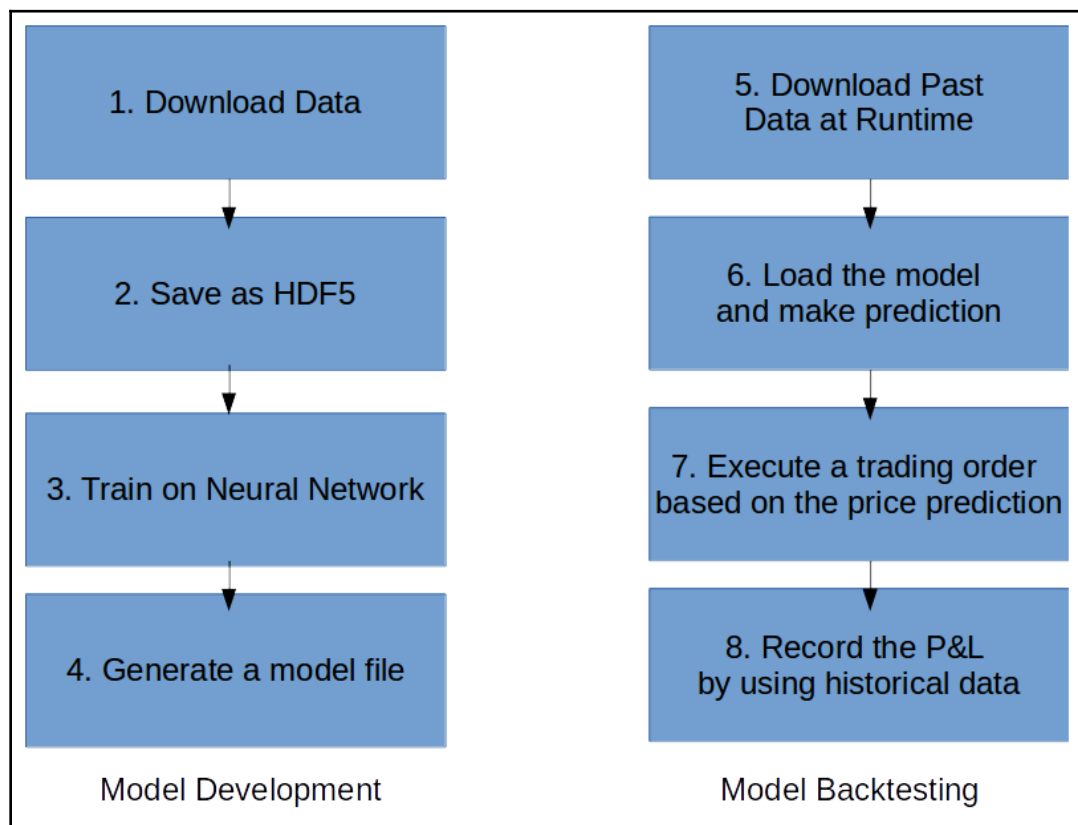 1. Download Data
2. Save as HDF5
3. Train on Neural Network
4. Generate a model file
Model Development
5. Download Past
Data at Runtime
6. Load the model
and make prediction
7. Execute a trading order
based on the price prediction
8. Record the P&L
by using historical data
Model Backtesting